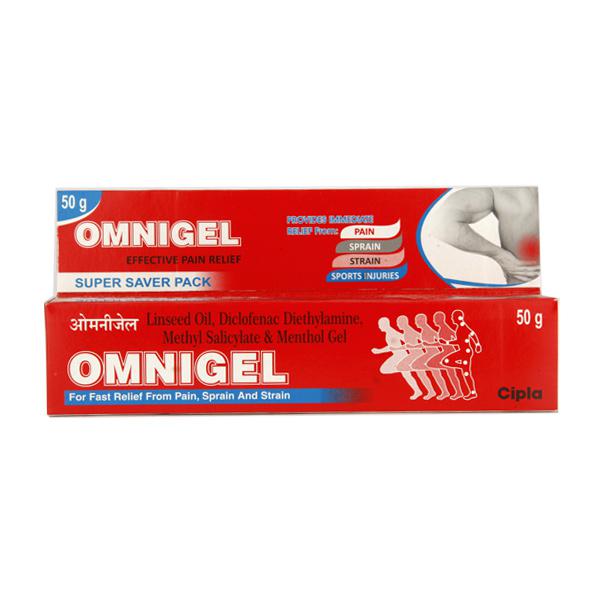 50 g
OMNIGEL
EFFECTIVE PAIN RELIEF
SUPER SAVER PACK
PROVIDES IMMEDIATE
RELIEF From:
PAIN
SPRAIN
STRAIN
SPORTS INJURIES
ओमनीजेल
Linseed Oil, Diclofenac Diethylamine,
Methyl Salicylate & Menthol Gel
50 g
OMNIGEL
For Fast Relief From Pain, Sprain And Strain
Cipla